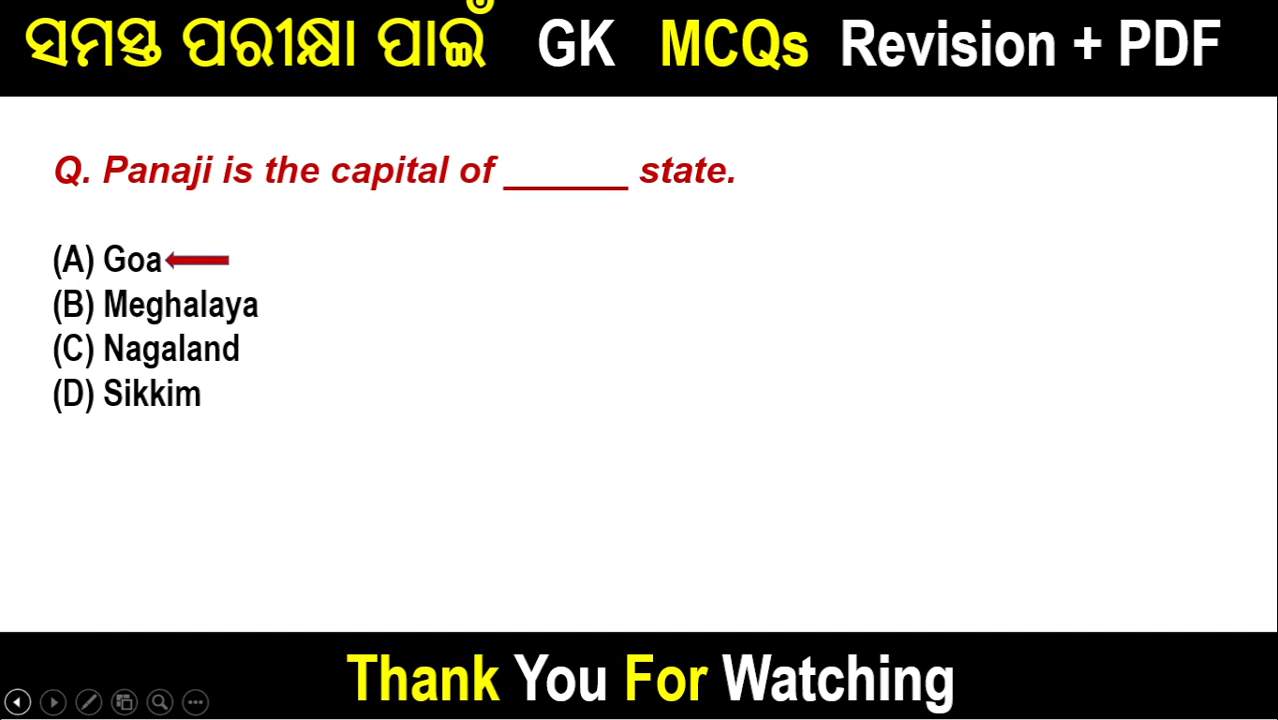 ସମସ୍ତ ପରୀକ୍ଷା ପାଇଁ GK MCQs Revision + PDF
Q. Panaji is the capital of ______ state.
(A) Goa
(B) Meghalaya
(C) Nagaland
(D) Sikkim
Thank You For Watching